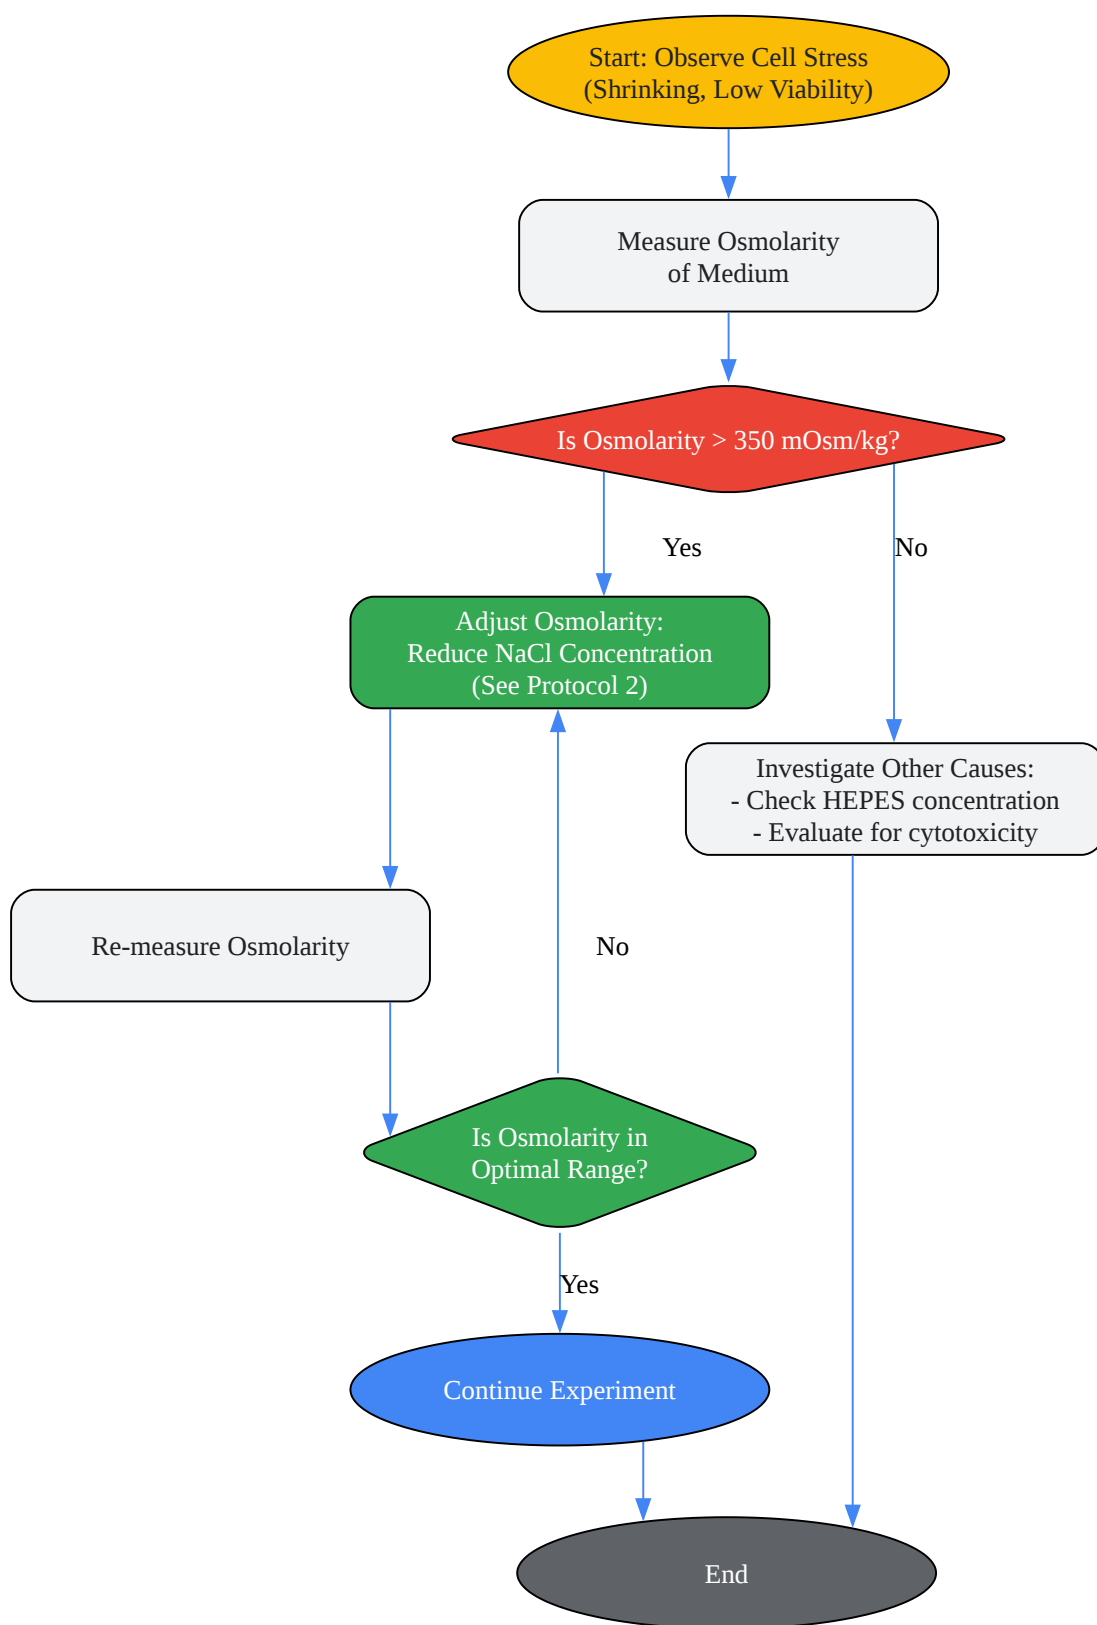 Start: Observe Cell Stress
(Shrinking, Low Viability)
Measure Osmolarity
of Medium
Is Osmolarity > 350 mOsm/kg?
Yes
No
Adjust Osmolarity:
Reduce NaCl Concentration
(See Protocol 2)
Investigate Other Causes:
- Check HEPES concentration
- Evaluate for cytotoxicity
Re-measure Osmolarity
No
Is Osmolarity in
Optimal Range?
Yes
Continue Experiment
End